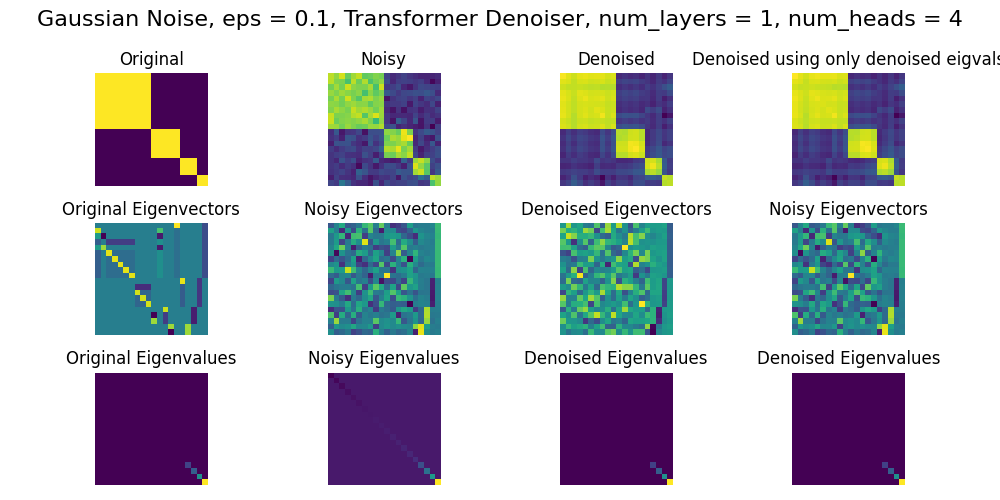 Gaussian Noise, eps = 0.1, Transformer Denoiser, num_layers = 1, num_heads = 4
Original
Noisy
Denoised
Denoised using only denoised eigvals
Original Eigenvectors
Noisy Eigenvectors
Denoised Eigenvectors
Noisy Eigenvectors
Original Eigenvalues
Noisy Eigenvalues
Denoised Eigenvalues
Denoised Eigenvalues